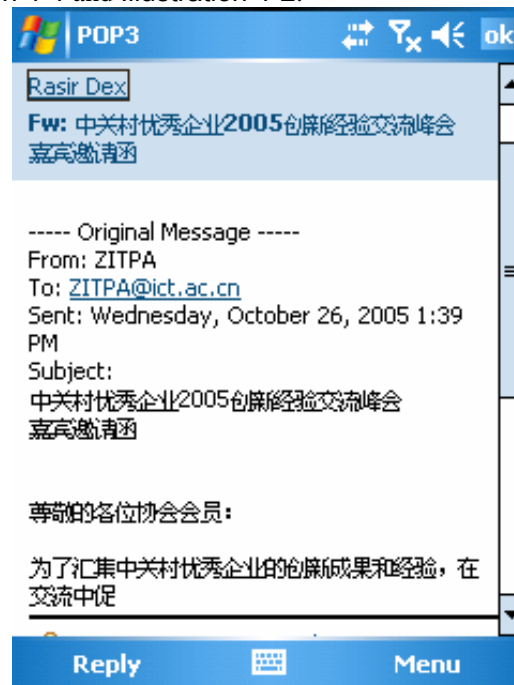 POP3
ok
Rasir Dex
Fw: 中关村优秀企业2005创新经验交流峰会
嘉宾邀请函
----- Original Message -----
From: ZITPA
To: ZITPA@ict.ac.cn
Sent: Wednesday, October 26, 2005 1:39
PM
Subject:
中关村优秀企业2005创新经验交流峰会
嘉宾邀请函
尊敬的各位协会会员：
为了汇集中关村优秀企业的创新成果和经验，在
交流中促
Reply
Menu